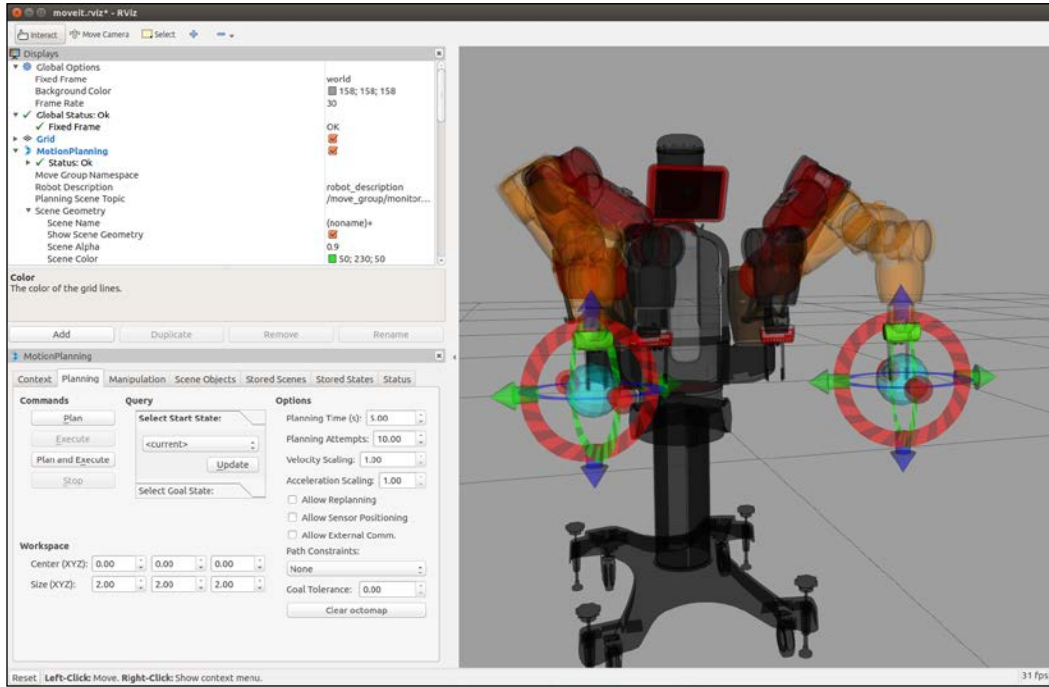 moveit.rviz* - RViz
Interact Move Camera Select
Displays
Global Options
Fixed Frame world
Background Color 158; 158; 158
Frame Rate 30
Global Status: Ok
Fixed Frame OK
Grid
MotionPlanning
Status: Ok
Move Group Namespace
Robot Description robot_description
Planning Scene Topic /move_group/monitor...
Scene Geometry
Scene Name (noname)+
Show Scene Geometry
Scene Alpha 0.9
Scene Color 50; 230; 50
Color
The color of the grid lines.
Add Duplicate Remove Rename
MotionPlanning
Context Planning Manipulation Scene Objects Stored Scenes Stored States Status
Commands Query Options
Plan Select Start State: Planning Time (s): 5.00
Execute <current> Planning Attempts: 10.00
Plan and Execute Update Velocity Scaling: 1.00
Stop Select Goal State: Acceleration Scaling: 1.00
Allow Replanning
Allow Sensor Positioning
Allow External Comm.
Workspace Path Constraints:
Center (XYZ): 0.00 0.00 0.00 None
Size (XYZ): 2.00 2.00 2.00 Goal Tolerance: 0.00
Clear octomap
Reset Left-Click: Move. Right-Click: Show context menu. 31 fps